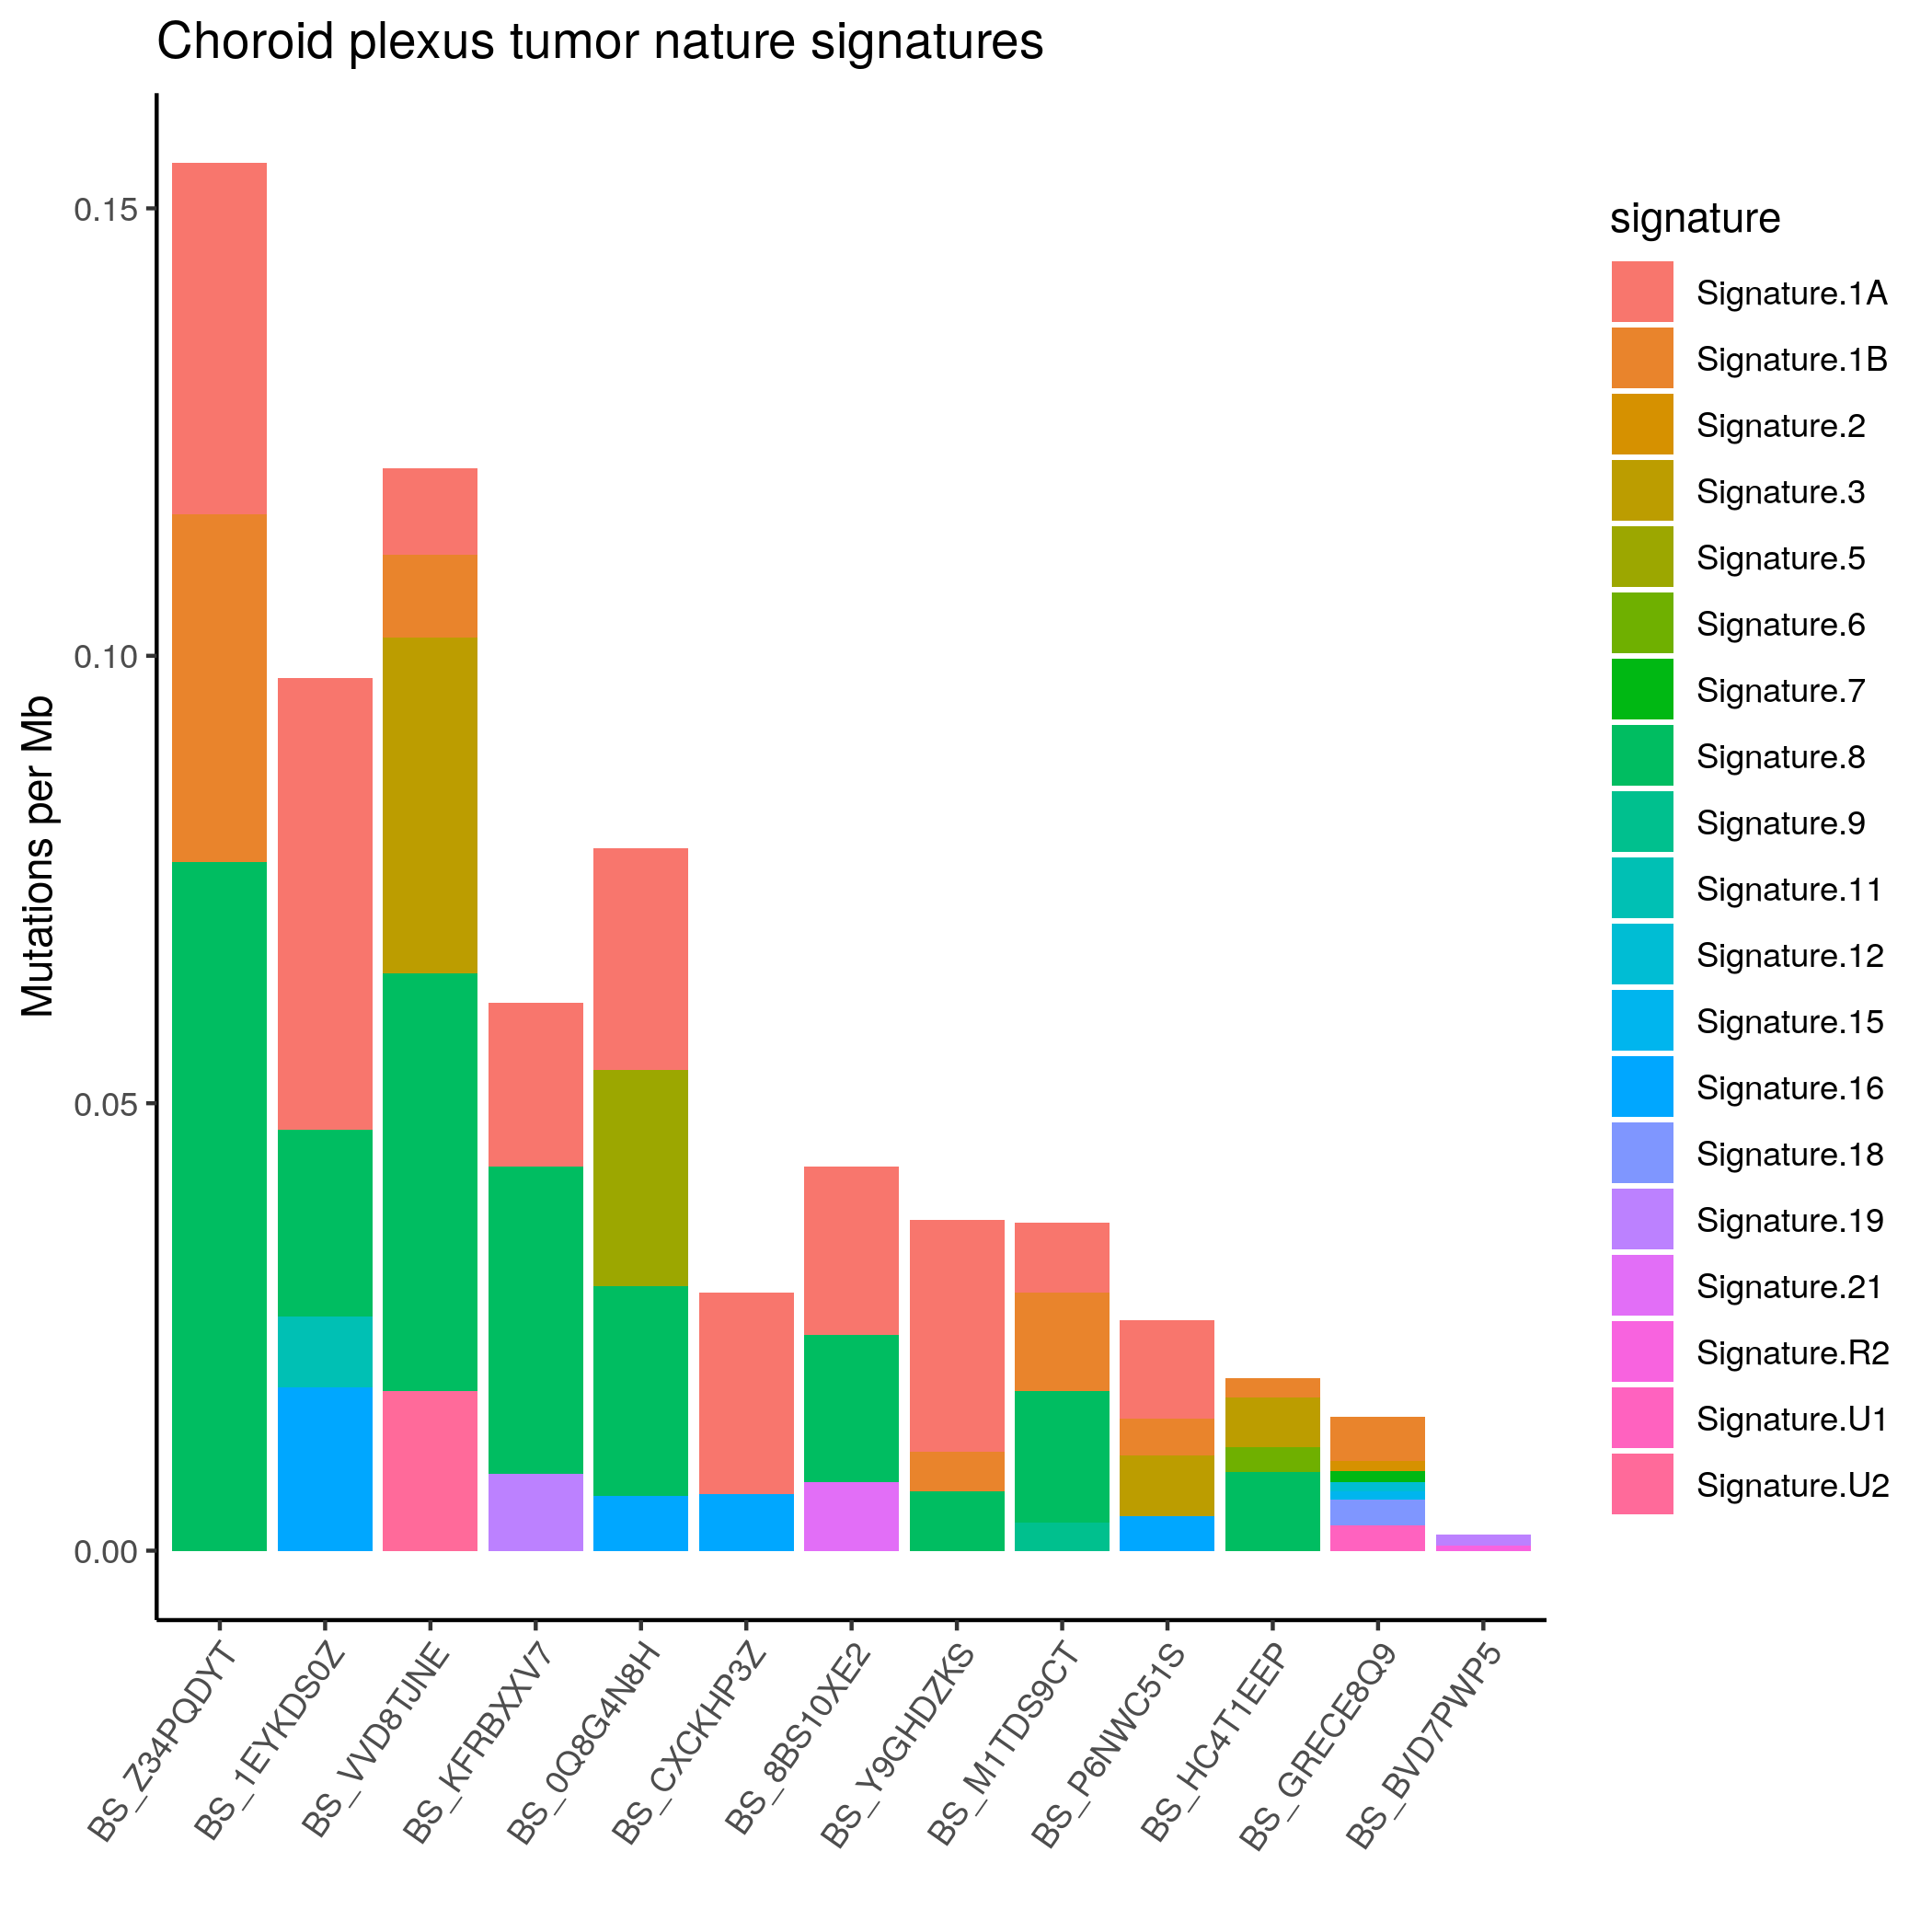 Choroid plexus tumor nature signatures
Mutations per Mb
0.15
0.10
0.05
0.00
BS_Z34PQDYT
BS_1EYKDS0Z
BS_VVD8TJNE
BS_KFRBXXV7
BS_0Q8G4N8H
BS_CXCKHP3Z
BS_8BS10XE2
BS_Y9GHDZKS
BS_M1TDS9CT
BS_P6NWC51S
BS_HC4T1EEP
BS_GRECE8Q9
BS_BVD7PWP5
signature
Signature.1A
Signature.1B
Signature.2
Signature.3
Signature.5
Signature.6
Signature.7
Signature.8
Signature.9
Signature.11
Signature.12
Signature.15
Signature.16
Signature.18
Signature.19
Signature.21
Signature.R2
Signature.U1
Signature.U2